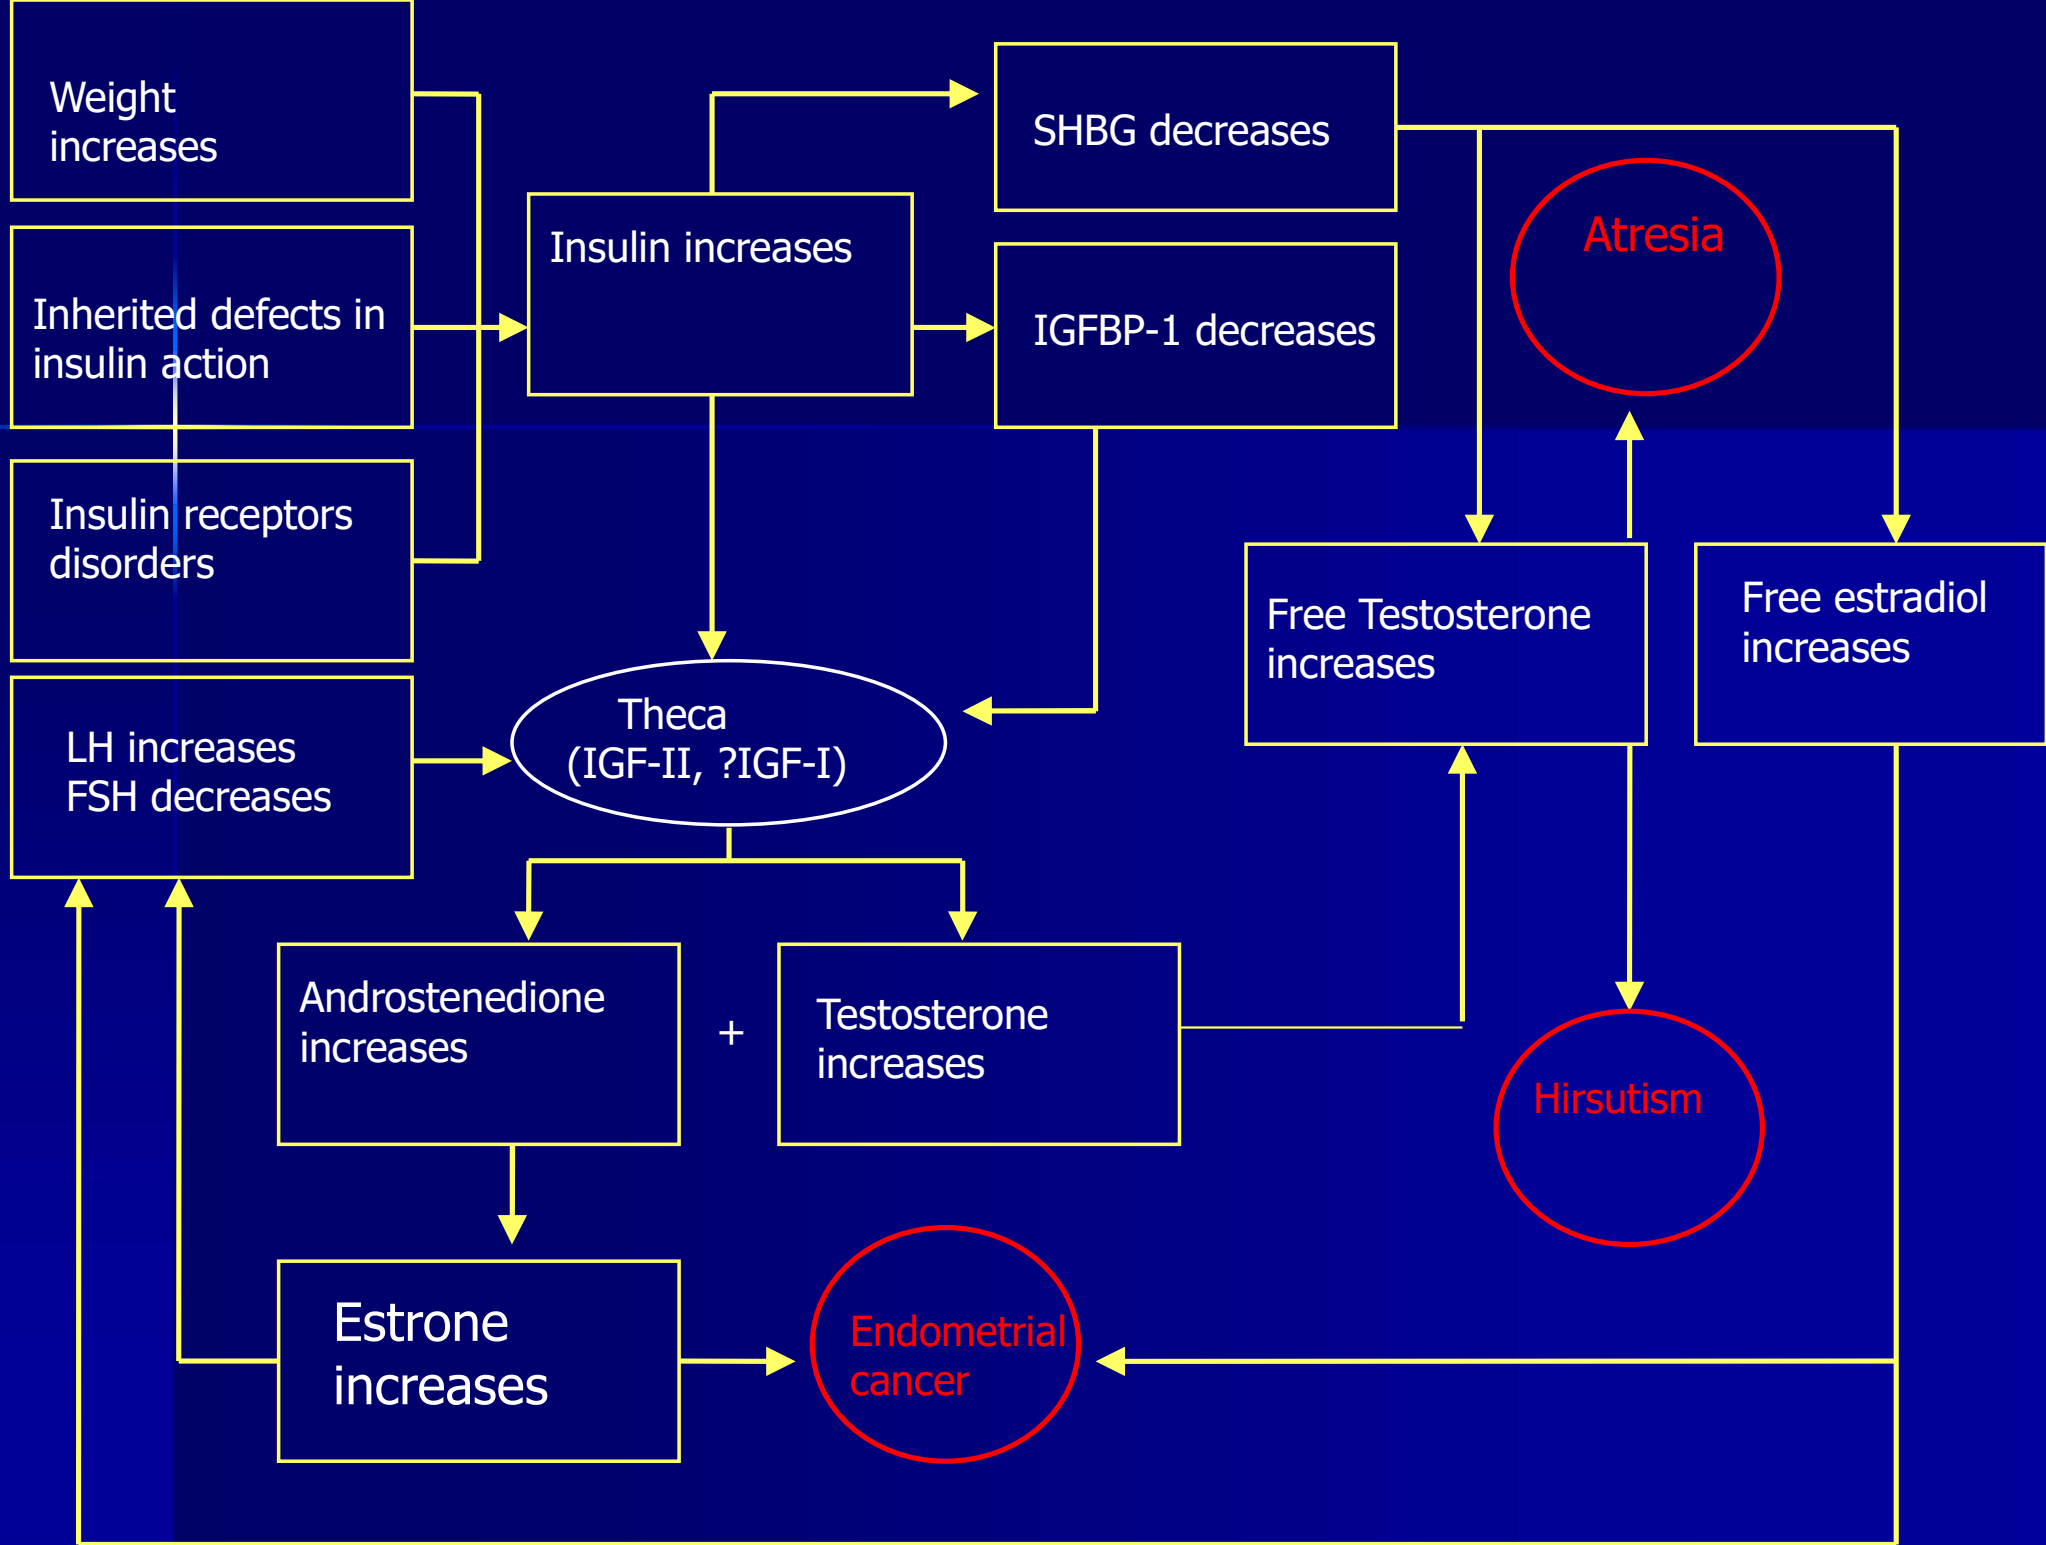 Weight
increases
SHBG decreases
Atresia
Insulin increases
Inherited defects in
insulin action
IGFBP-1 decreases
Insulin receptors
disorders
Free Testosterone
increases
Free estradiol
increases
LH increases
FSH decreases
Theca
(IGF-II, ?IGF-I)
Androstenedione
increases
+
Testosterone
increases
Hirsutism
Estrone
increases
Endometrial
cancer